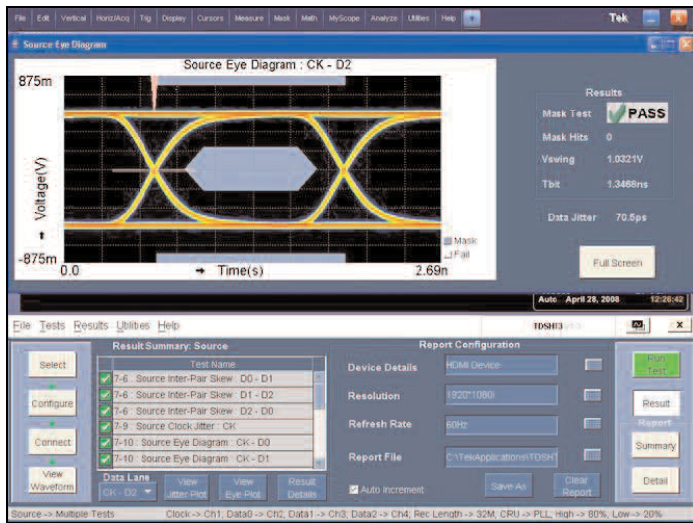 File Edit Vertical Horiz/Acq Trig Display Cursors Measure Mask Math MyScope Analyze Utilities Help + Tek
Source Eye Diagram
Source Eye Diagram : CK - D2
875m
Voltage(V)
-875m
0.0
Time(s)
2.69n
Mask
Fail
Results
Mask Test PASS
Mask Hits 0
Vswing 1.0321V
Tbit 1.3468ns
Data Jitter 70.5ps
Full Screen
Auto April 28, 2008 12:26:42
File Tests Results Utilities Help TDSHT3 X
Select
Configure
Connect
View Waveform
Result Summary: Source
Test Name
7-6 : Source Inter-Pair Skew : D0 - D1
7-6 : Source Inter-Pair Skew : D1 - D2
7-6 : Source Inter-Pair Skew : D2 - D0
7-9 : Source Clock Jitter : CK
7-10 : Source Eye Diagram : CK - D0
7-10 : Source Eye Diagram : CK - D1
Data Lane
CK - D2
View Jitter Plot
View Eye Plot
Result Details
Report Configuration
Device Details HDMI Device
Resolution 1920*1080i
Refresh Rate 60Hz
Report File C:\TekApplications\TDSHT
Auto Increment
Save As
Clear Report
Run Test
Result
Report
Summary
Detail
Source -> Multiple Tests Clock -> Ch1, Data0 -> Ch2, Data1 -> Ch3, Data2 -> Ch4, Rec Length -> 32M, CRU -> PLL, High -> 80%, Low -> 20%